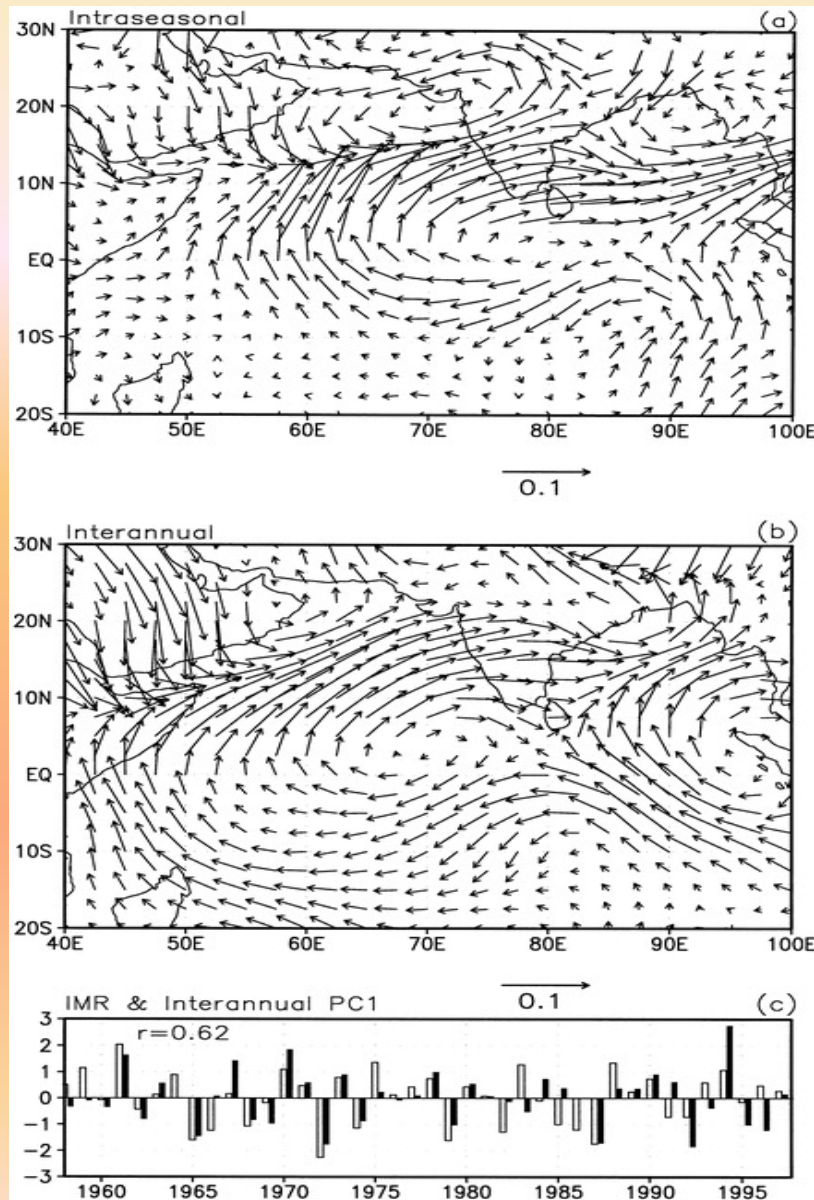 Intraseasonal (a)
30N
20N
10N
EQ
10S
20S
40E 50E 60E 70E 80E 90E 100E
0.1
Interannual (b)
30N
20N
10N
EQ
10S
20S
40E 50E 60E 70E 80E 90E 100E
0.1
IMR & Interannual PC1 (c)
r=0.62
3
2
1
0
-1
-2
-3
1960 1965 1970 1975 1980 1985 1990 1995